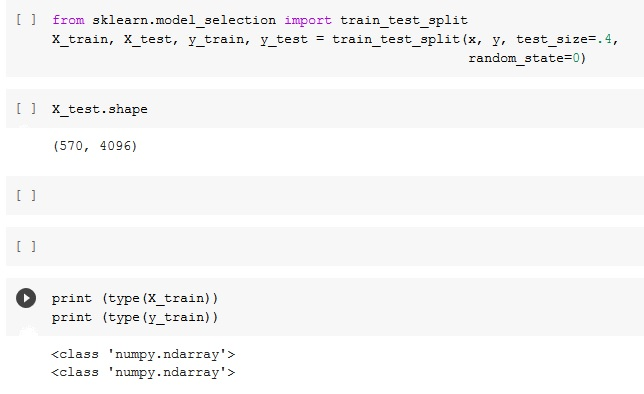 [ ] from sklearn.model_selection import train_test_split
X_train, X_test, y_train, y_test = train_test_split(x, y, test_size=.4,
random_state=0)
[ ] X_test.shape
(570, 4096)
[ ]
[ ]
print (type(X_train))
print (type(y_train))
<class 'numpy.ndarray'>
<class 'numpy.ndarray'>